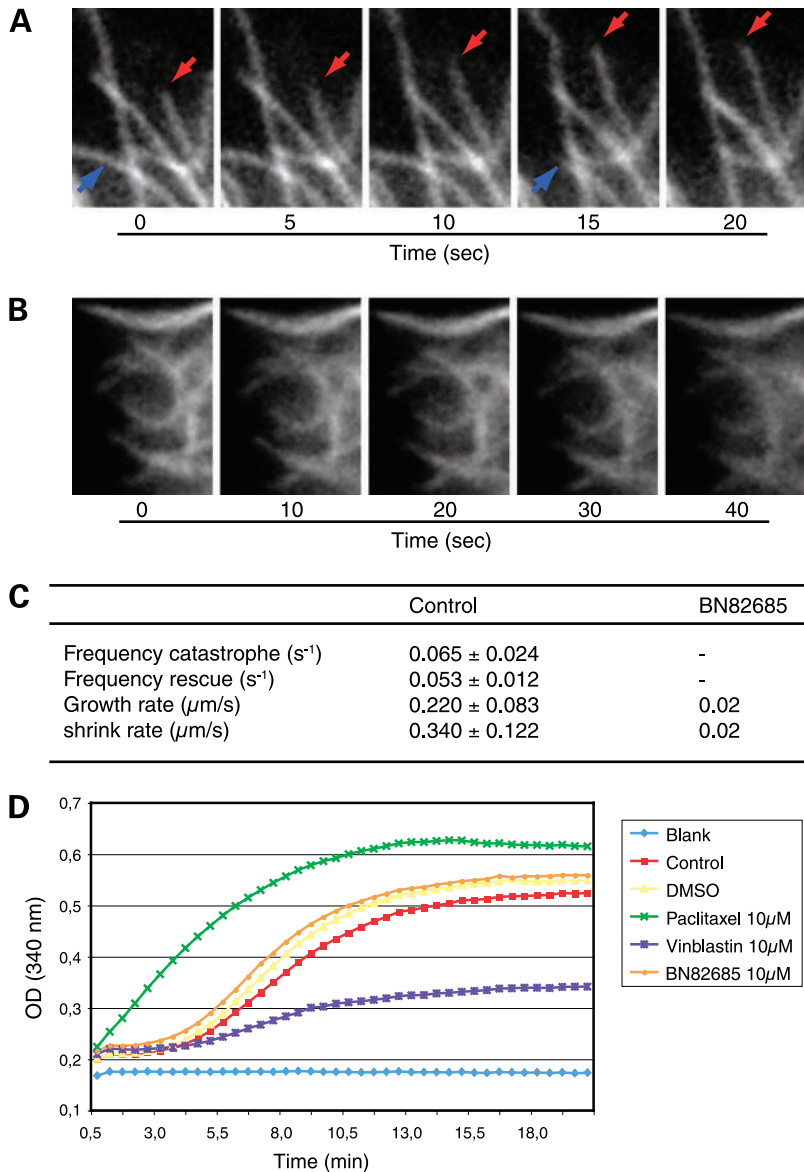 A
0 5 10 15 20
Time (sec)
B
0 10 20 30 40
Time (sec)
C
Control BN82685
Frequency catastrophe (s⁻¹) 0.065 ± 0.024 -
Frequency rescue (s⁻¹) 0.053 ± 0.012 -
Growth rate (µm/s) 0.220 ± 0.083 0.02
shrink rate (µm/s) 0.340 ± 0.122 0.02
D
0,7
0,6
0,5
0,4
0,3
0,2
0,1
OD (340 nm)
0,5 3,0 5,5 8,0 10,5 13,0 15,5 18,0
Time (min)
Blank
Control
DMSO
Paclitaxel 10µM
Vinblastin 10µM
BN82685 10µM